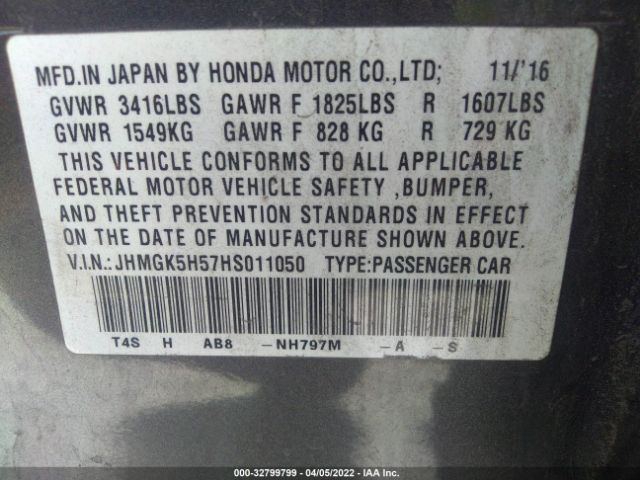 MFD.IN JAPAN BY HONDA MOTOR CO.,LTD; 11/'16
GVWR 3416LBS GAWR F 1825LBS R 1607LBS
GVWR 1549KG GAWR F 828 KG R 729 KG
THIS VEHICLE CONFORMS TO ALL APPLICABLE
FEDERAL MOTOR VEHICLE SAFETY ,BUMPER,
AND THEFT PREVENTION STANDARDS IN EFFECT
ON THE DATE OF MANUFACTURE SHOWN ABOVE.
V.I.N.:JHMGK5H57HS011050 TYPE:PASSENGER CAR
T4S H AB8 -NH797M -A -S
000-32799799 - 04/05/2022 - IAA Inc.